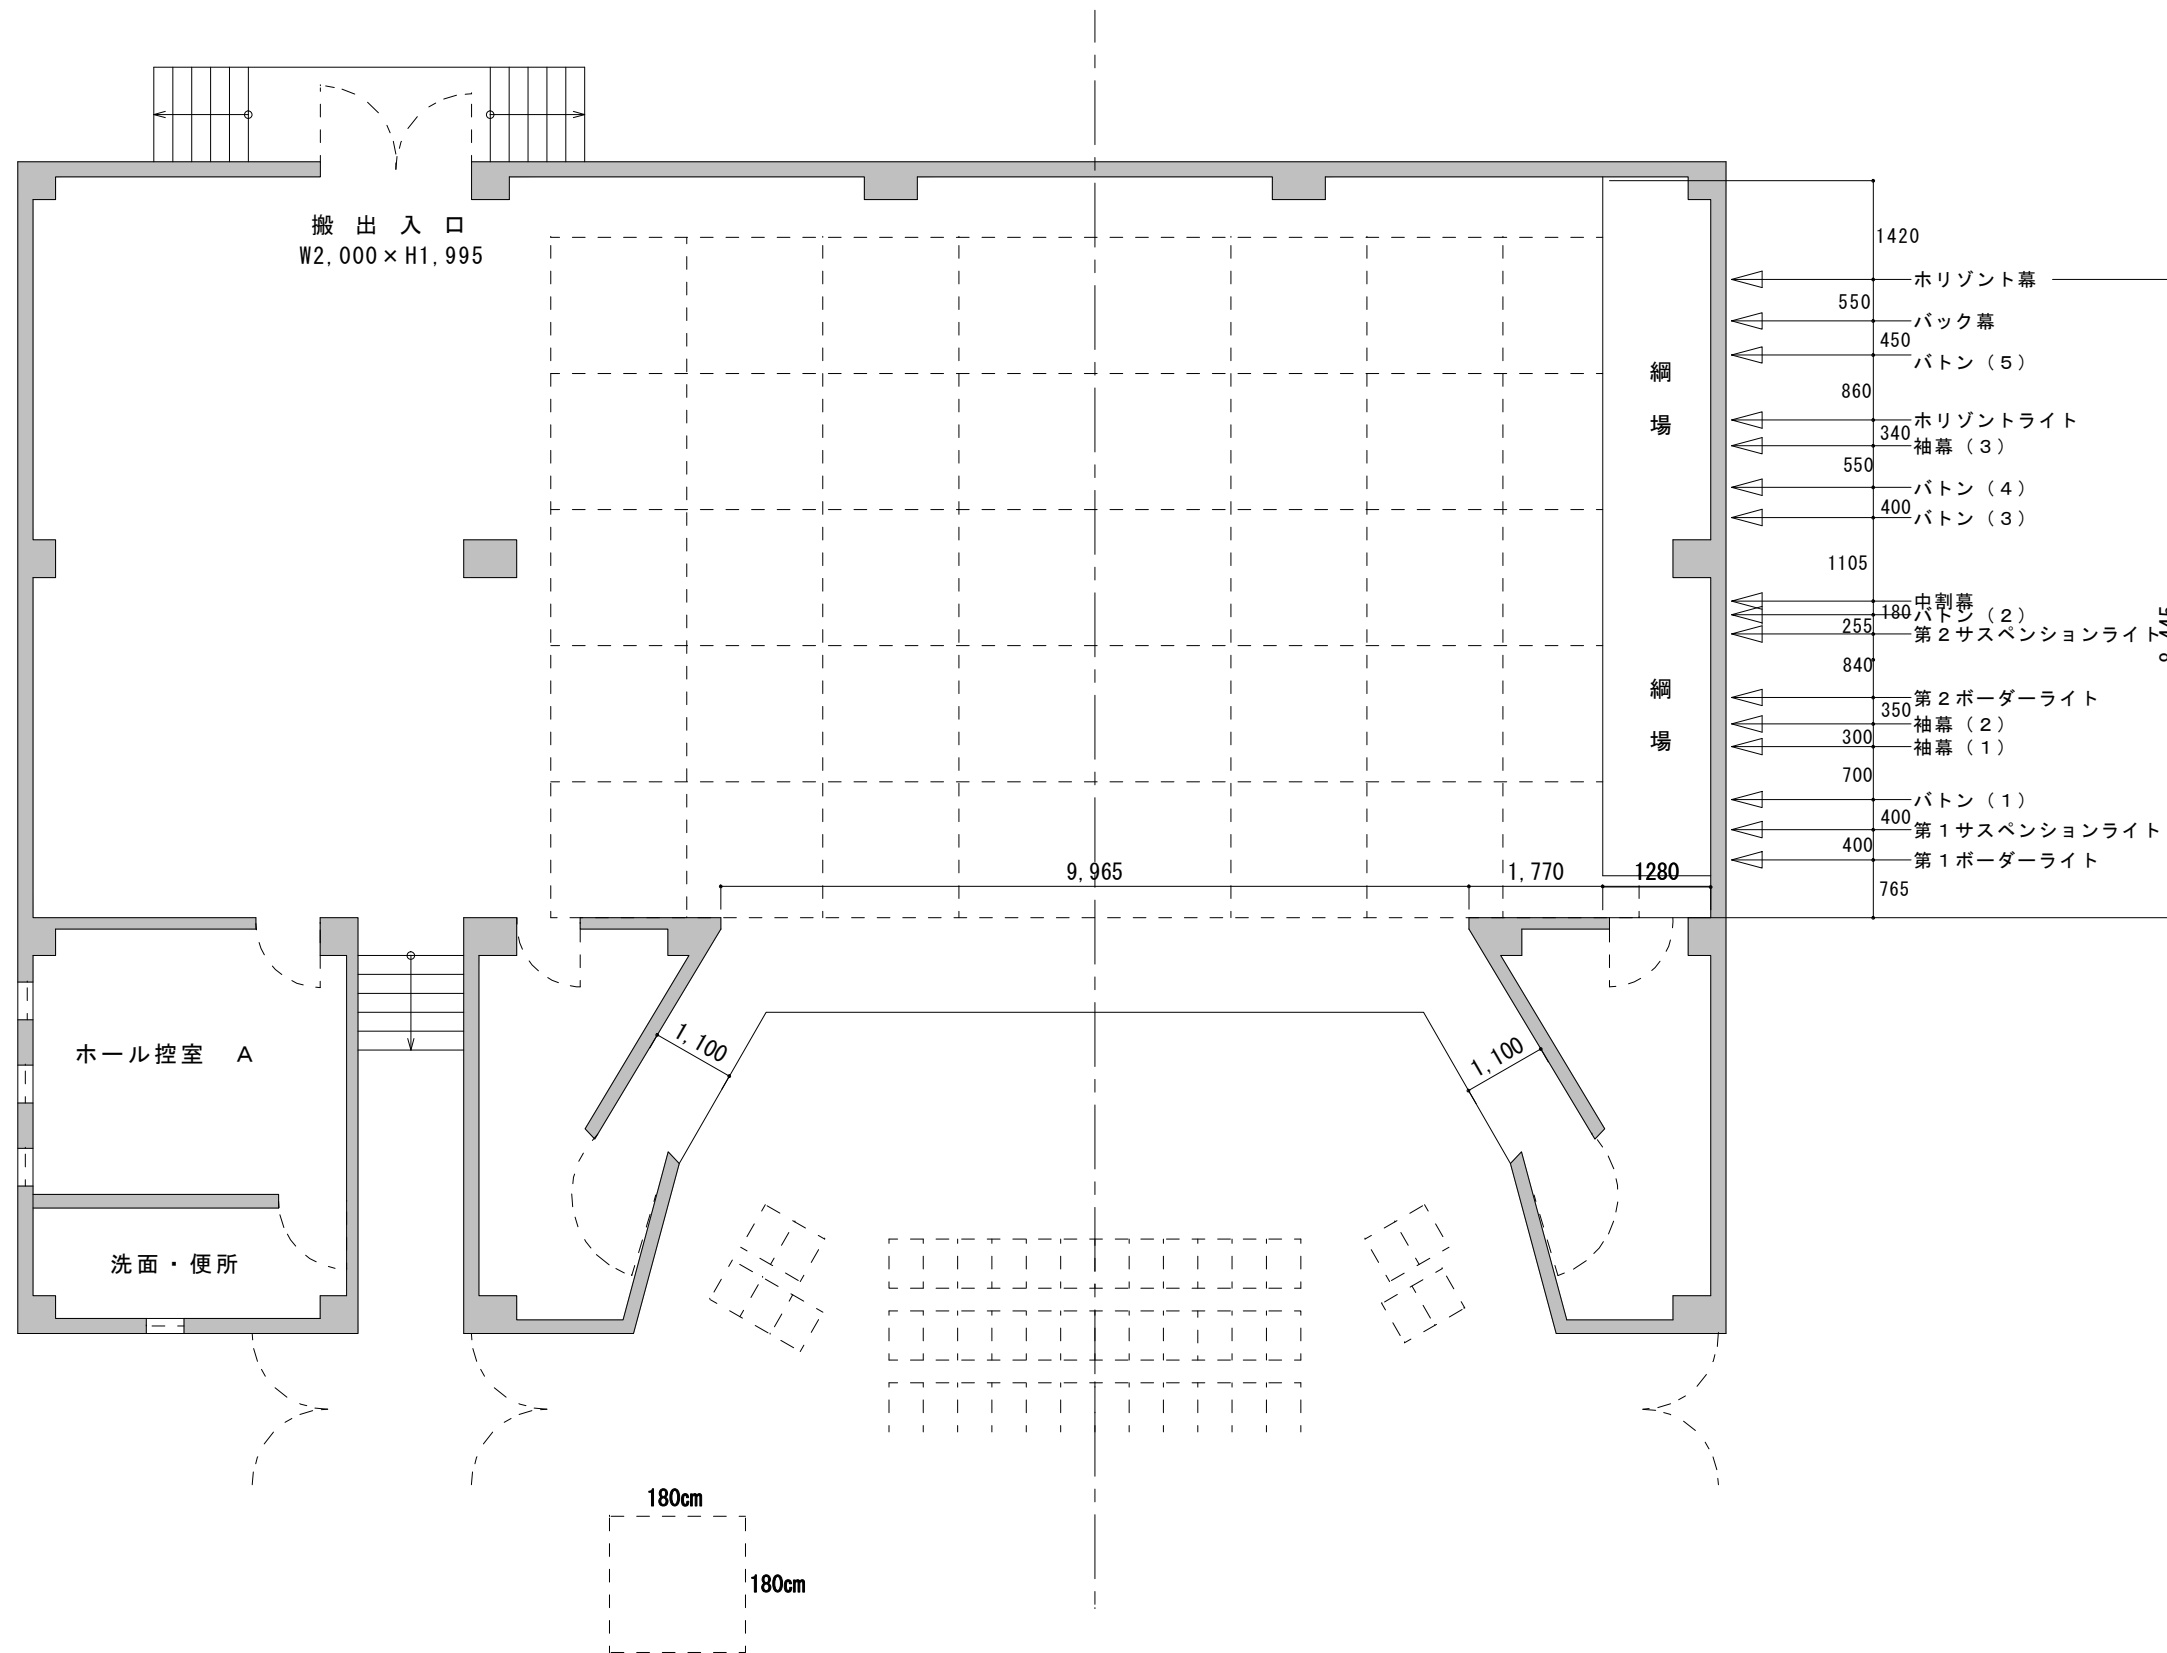 搬出入口
W2,000×H1,995
1420
ホリゾント幕
550
バック幕
450
バトン(5)
綱場
860
ホリゾントライト
340
袖幕(3)
550
バトン(4)
400
バトン(3)
1105
中割幕
180
バトン(2)
255
第2サスペンションライト
840
綱場
第2ボーダーライト
350
袖幕(2)
300
袖幕(1)
700
バトン(1)
400
第1サスペンションライト
400
第1ボーダーライト
765
9,965
1,770
1280
1,100
1,100
ホール控室 A
洗面・便所
180cm
180cm